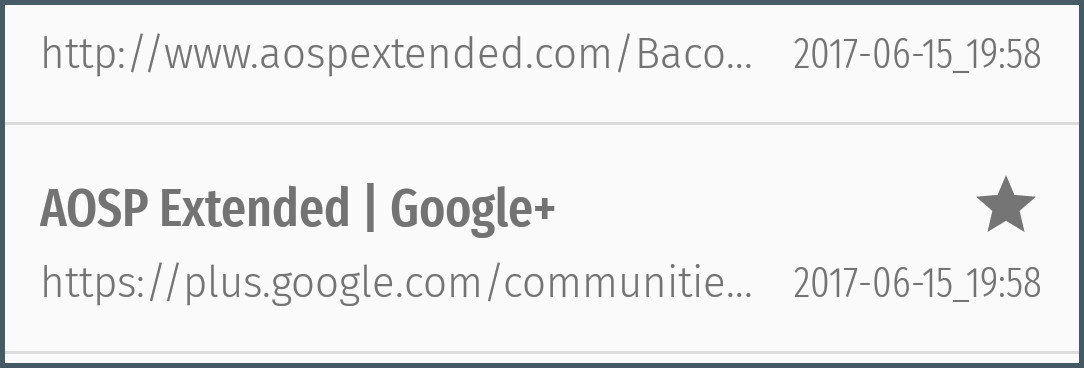 http://www.aospextended.com/Baco... 2017-06-15_19:58
AOSP Extended | Google+
https://plus.google.com/communitie... 2017-06-15_19:58